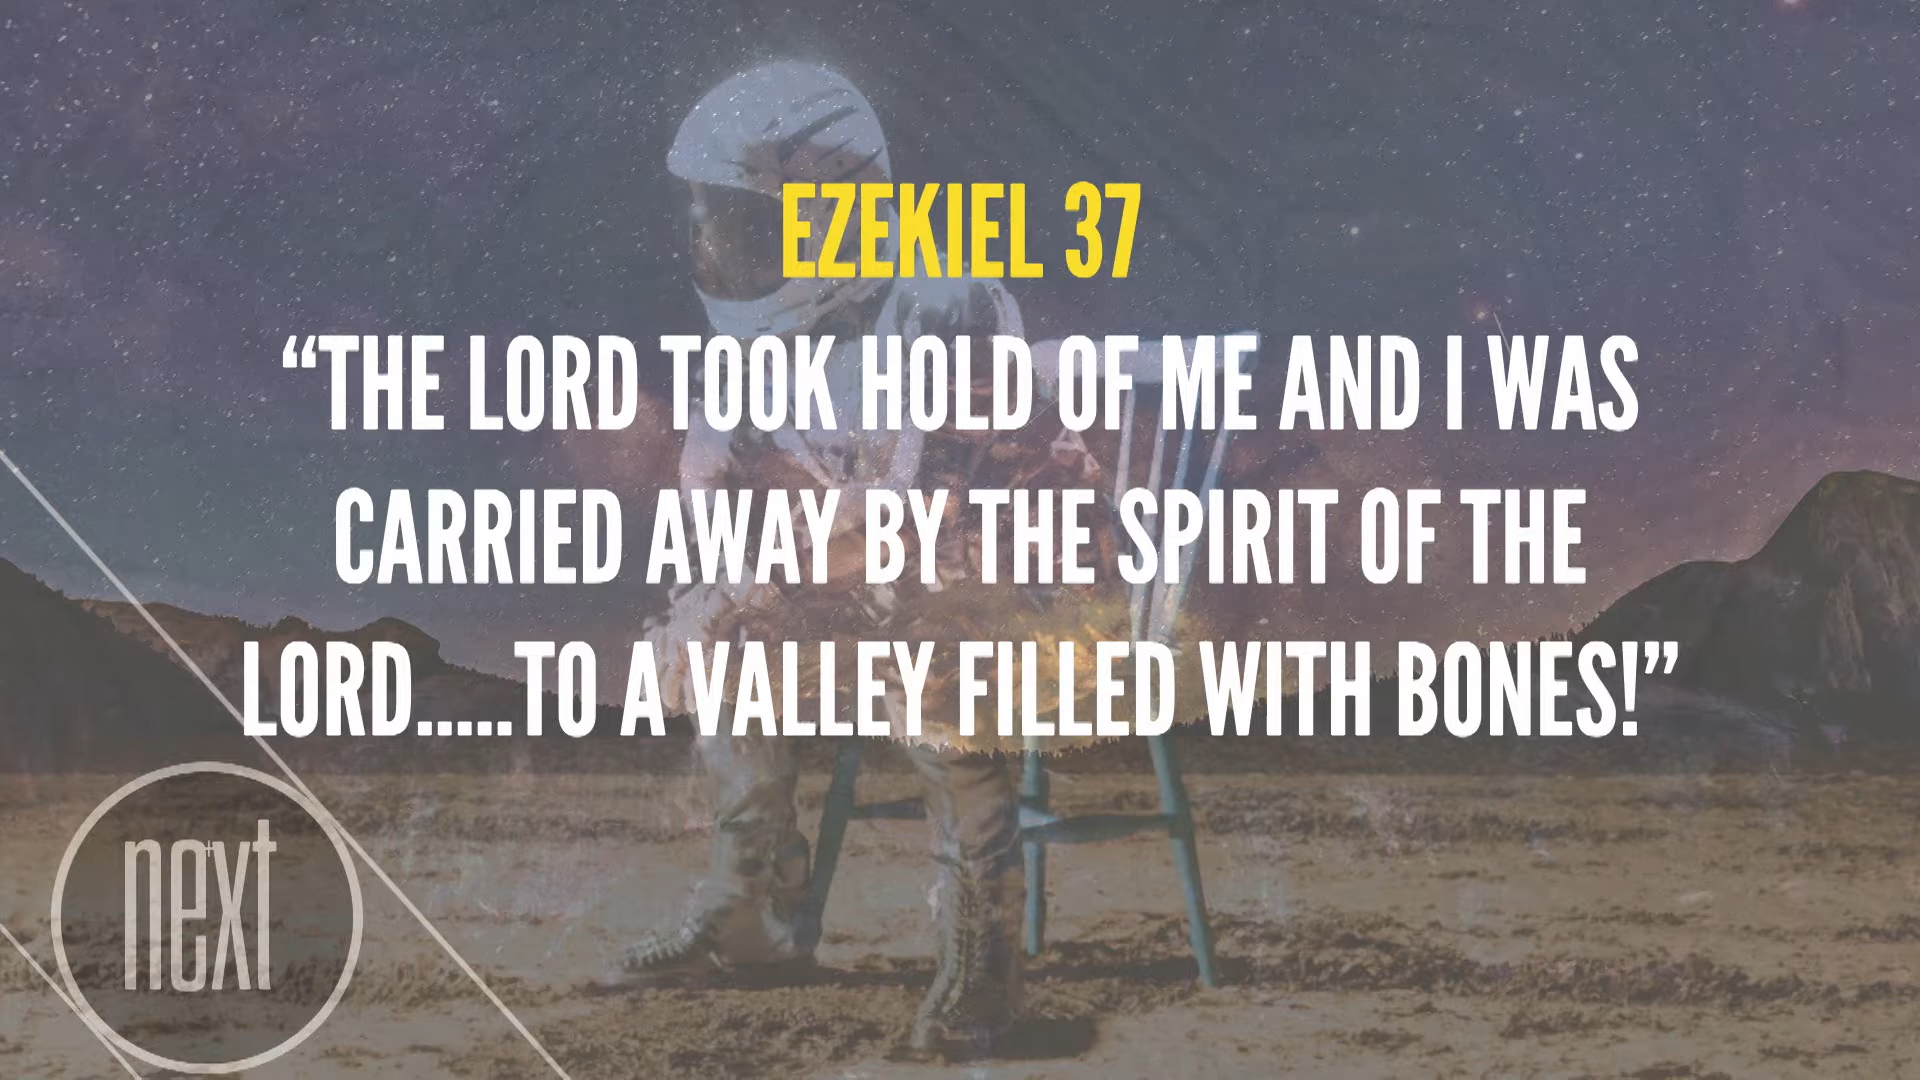 EZEKIEL 37
“THE LORD TOOK HOLD OF ME AND I WAS
CARRIED AWAY BY THE SPIRIT OF THE
LORD.....TO A VALLEY FILLED WITH BONES!”
next